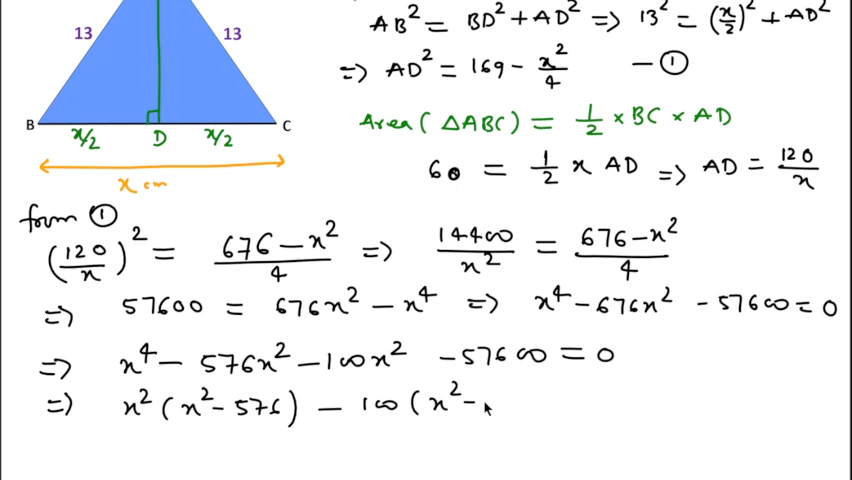 AB² = BD² + AD² => 13² = (x/2)² + AD²
13 13
=> AD² = 169 - x²/4 — ①
B x/2 D x/2 C
Area (△ABC) = 1/2 × BC × AD
x cm
60 = 1/2 x AD => AD = 120/x
form ①
(120/x)² = (676 - x²)/4 => 14400/x² = (676 - x²)/4
=> 57600 = 676x² - x⁴ => x⁴ - 676x² - 57600 = 0
=> x⁴ - 576x² - 100x² - 57600 = 0
=> x² (x² - 576) - 100 (x² -